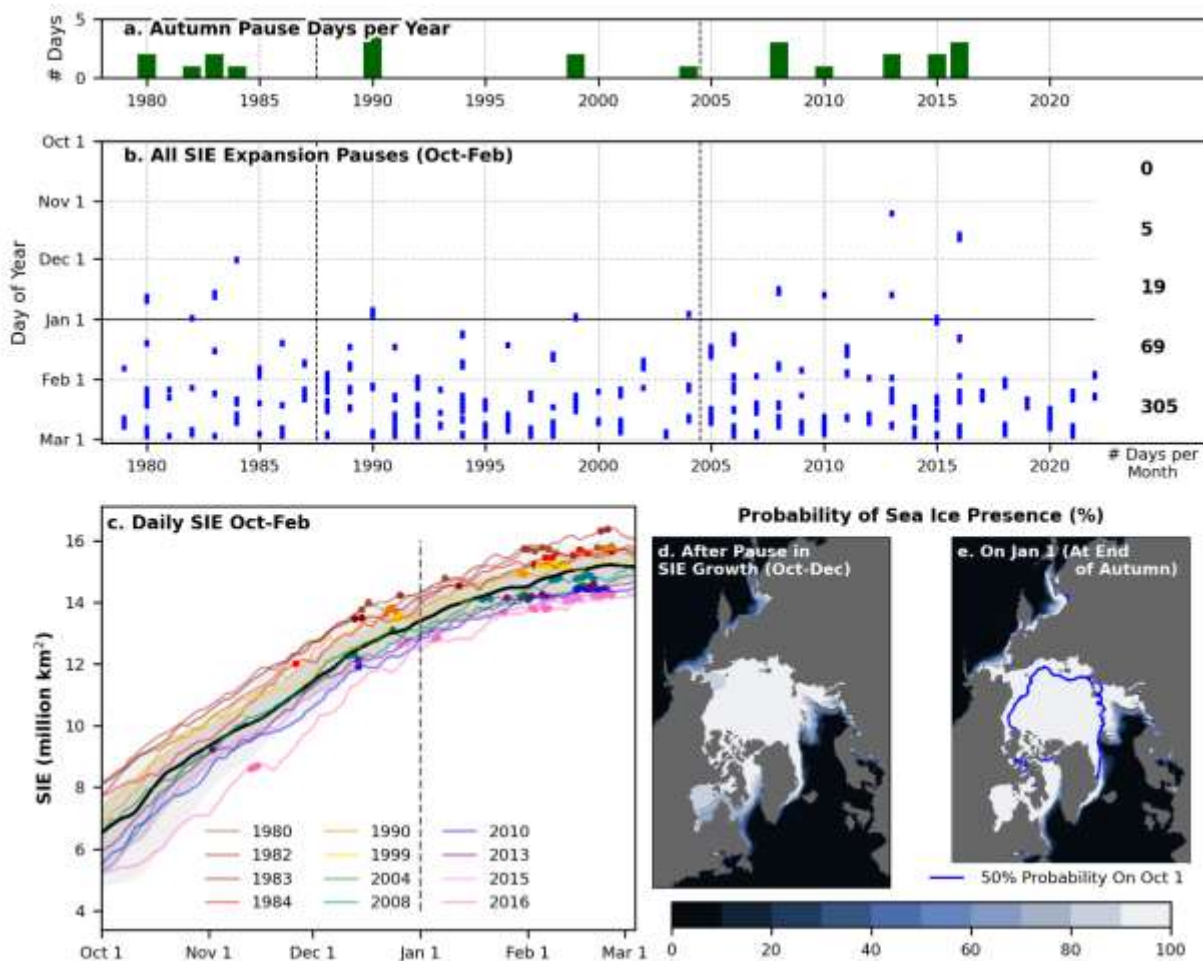 a. Autumn Pause Days per Year
# Days
5
0
1980 1985 1990 1995 2000 2005 2010 2015 2020
b. All SIE Expansion Pauses (Oct-Feb)
Day of Year
Oct 1
0
Nov 1
5
Dec 1
19
Jan 1
69
Feb 1
305
Mar 1
1980 1985 1990 1995 2000 2005 2010 2015 2020
# Days per
Month
c. Daily SIE Oct-Feb
SIE (million km²)
16
14
12
10
8
6
4
1980 1990 2010
1982 1999 2013
1983 2004 2015
1984 2008 2016
Oct 1 Nov 1 Dec 1 Jan 1 Feb 1 Mar 1
Probability of Sea Ice Presence (%)
d. After Pause in
SIE Growth (Oct-Dec)
e. On Jan 1 (At End
of Autumn)
50% Probability On Oct 1
0 20 40 60 80 100